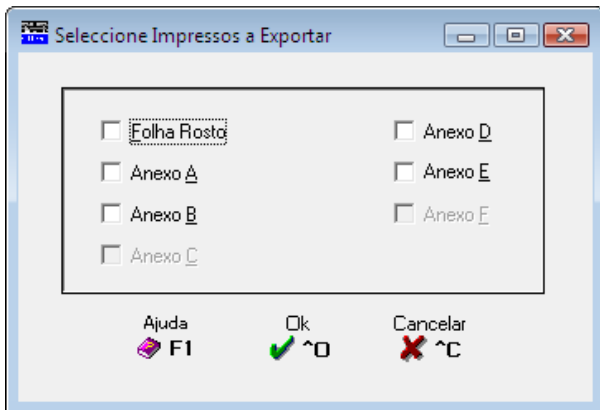 Seleccione Impressos a Exportar
Folha Rosto
Anexo A
Anexo B
Anexo C
Anexo D
Anexo E
Anexo F
Ajuda
F1
Ok
^O
Cancelar
^C